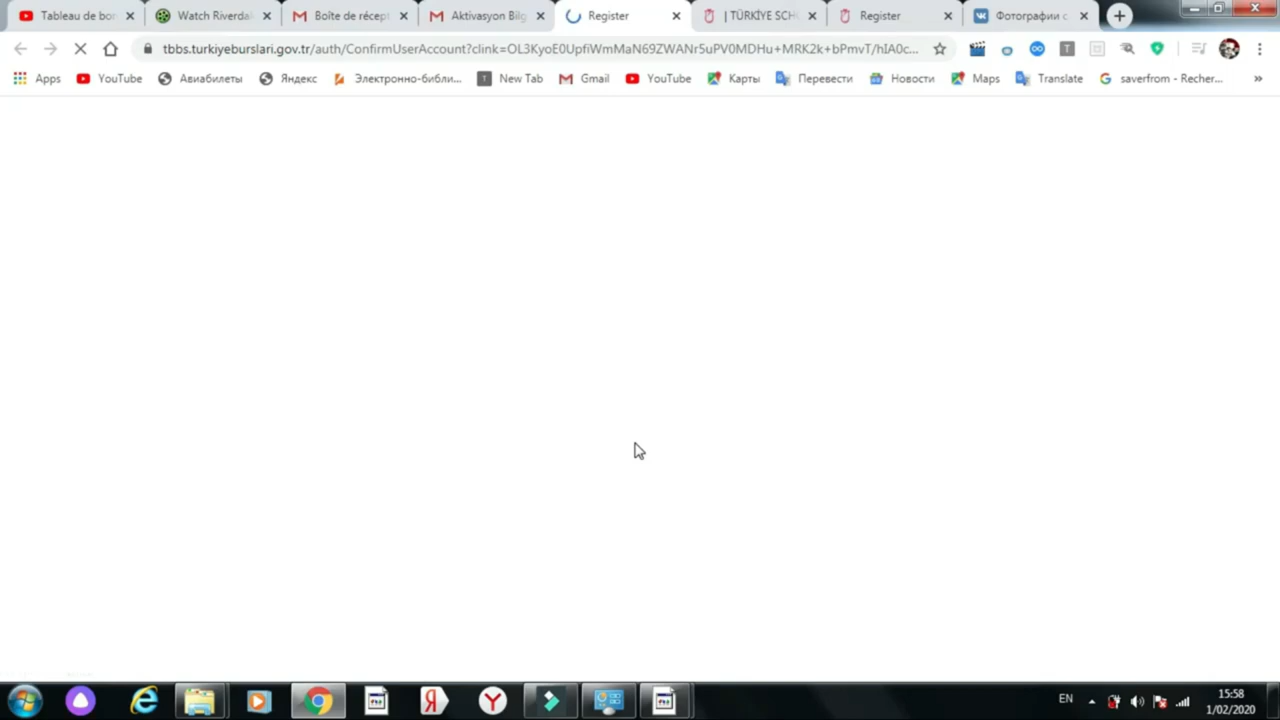 Tableau de bor
Watch Riverda
Boîte de récept
Aktivasyon Bilg
Register
| TÜRKİYE SCH
Register
Фотографии с
tbbs.turkiyeburslari.gov.tr/auth/ConfirmUserAccount?clink=OL3KyoE0UpfiWmMaN69ZWANr5uPV0MDHu+MRK2k+bPmvT/hIA0c...
Apps
YouTube
Авиабилеты
Яндекс
Электронно-библи...
New Tab
Gmail
YouTube
Карты
Перевести
Новости
Maps
Translate
saverfrom - Recher...
EN
15:58
1/02/2020